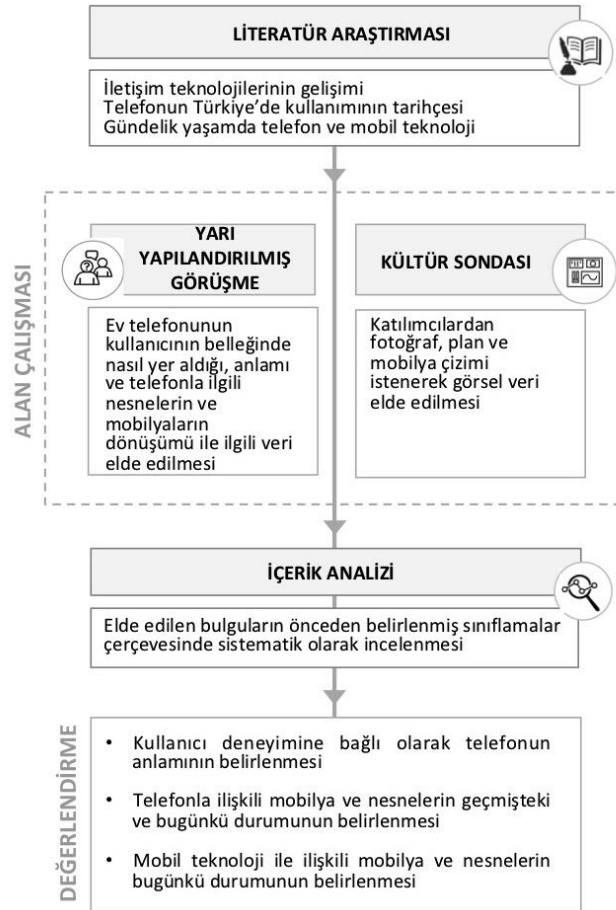 LİTERATÜR ARAŞTIRMASI
İletişim teknolojilerinin gelişimi
Telefonun Türkiye'de kullanımının tarihçesi
Gündelik yaşamda telefon ve mobil teknoloji
ALAN ÇALIŞMASI
YARI
YAPILANDIRILMIŞ
GÖRÜŞME
Ev telefonunun
kullanıcının belleğinde
nasıl yer aldığı, anlamı
ve telefonla ilgili
nesnelerin ve
mobilyaların
dönüşümü ile ilgili veri
elde edilmesi
KÜLTÜR SONDASI
Katılımcılardan
fotoğraf, plan ve
mobilya çizimi
istenerek görsel veri
elde edilmesi
İÇERİK ANALİZİ
Elde edilen bulguların önceden belirlenmiş sınıflamalar
çerçevesinde sistematik olarak incelenmesi
DEĞERLENDİRME
• Kullanıcı deneyimine bağlı olarak telefonun
anlamının belirlenmesi
• Telefonla ilişkili mobilya ve nesnelerin geçmişteki
ve bugünkü durumunun belirlenmesi
• Mobil teknoloji ile ilişkili mobilya ve nesnelerin
bugünkü durumunun belirlenmesi